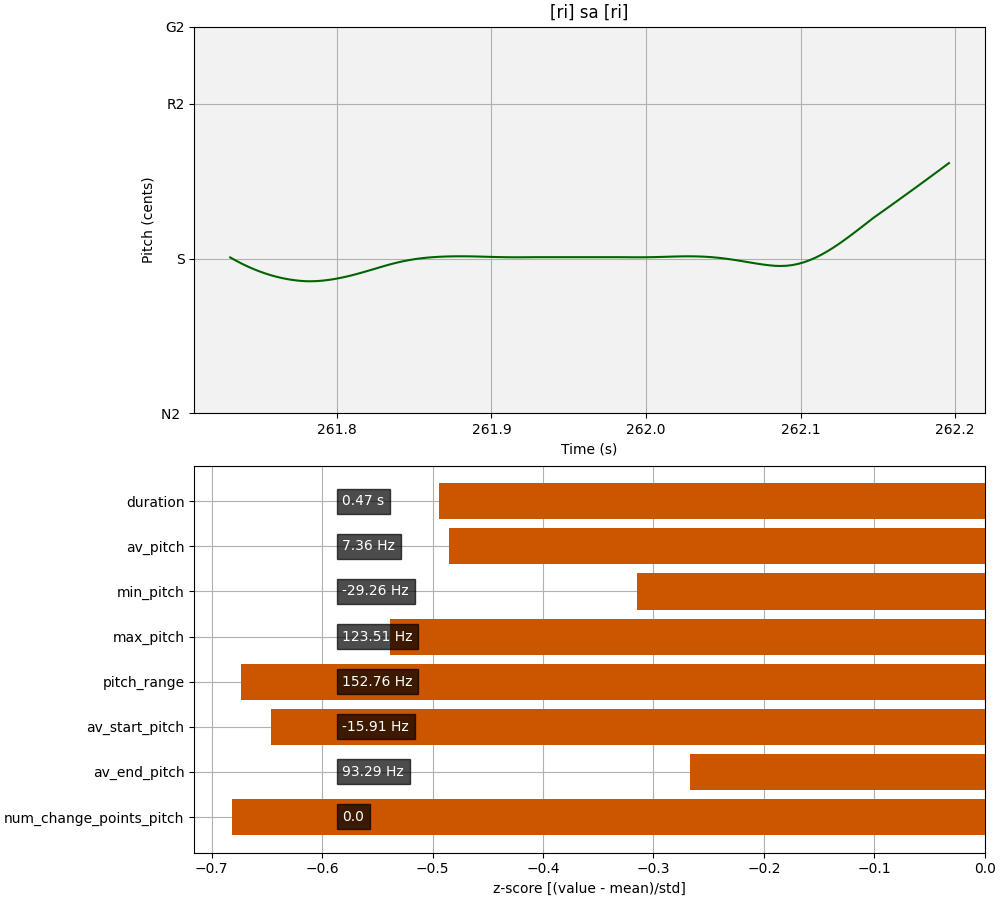 [ri] sa [ri]
G2
R2
S
N2
Pitch (cents)
261.8 261.9 262.0 262.1 262.2
Time (s)
duration 0.47 s
av_pitch 7.36 Hz
min_pitch -29.26 Hz
max_pitch 123.51 Hz
pitch_range 152.76 Hz
av_start_pitch -15.91 Hz
av_end_pitch 93.29 Hz
num_change_points_pitch 0.0
−0.7 −0.6 −0.5 −0.4 −0.3 −0.2 −0.1 0.0
z-score [(value - mean)/std]